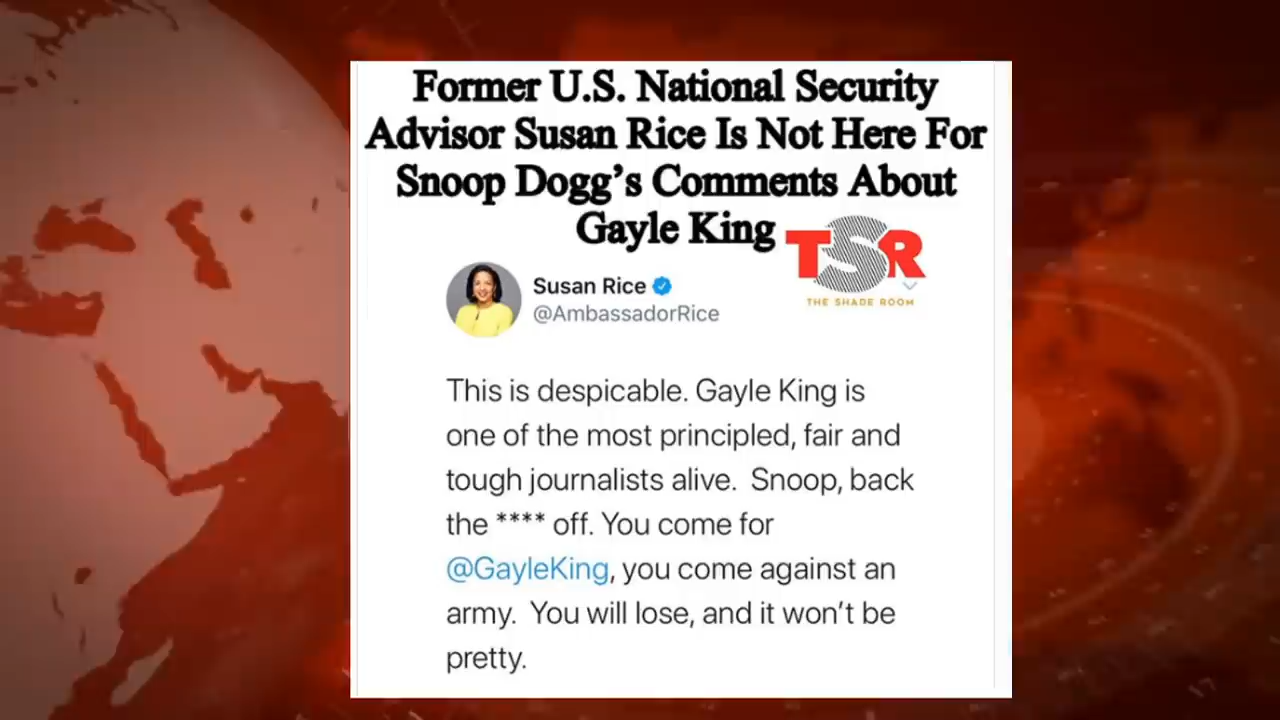 Former U.S. National Security
Advisor Susan Rice Is Not Here For
Snoop Dogg’s Comments About
Gayle King
TSR
THE SHADE ROOM
Susan Rice
@AmbassadorRice
This is despicable. Gayle King is
one of the most principled, fair and
tough journalists alive.  Snoop, back
the **** off. You come for
@GayleKing, you come against an
army.  You will lose, and it won’t be
pretty.